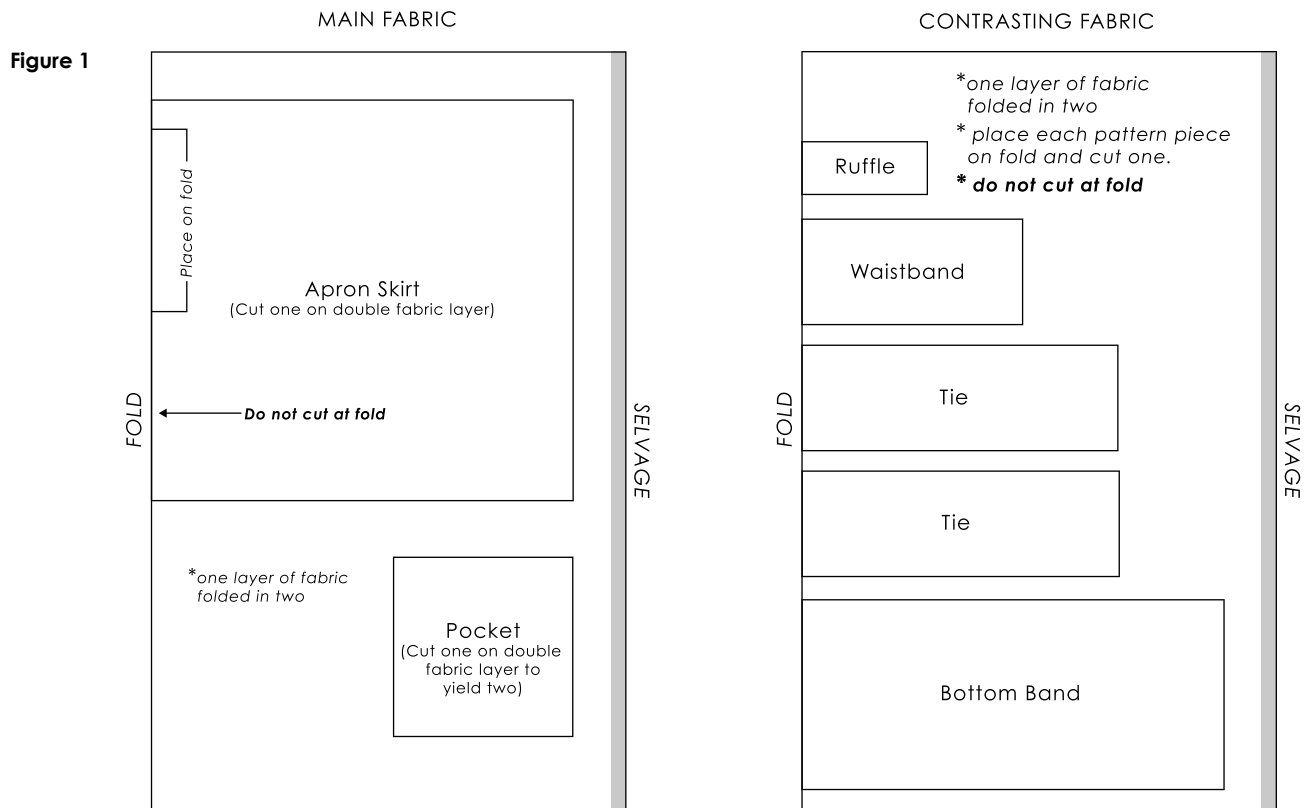 MAIN FABRIC
Figure 1
Place on fold
Apron Skirt
(Cut one on double fabric layer)
FOLD
Do not cut at fold
SELVAGE
*one layer of fabric
folded in two
Pocket
(Cut one on double
fabric layer to
yield two)
CONTRASTING FABRIC
*one layer of fabric
folded in two
* place each pattern piece
on fold and cut one.
* do not cut at fold
Ruffle
Waistband
Tie
FOLD
SELVAGE
Tie
Bottom Band